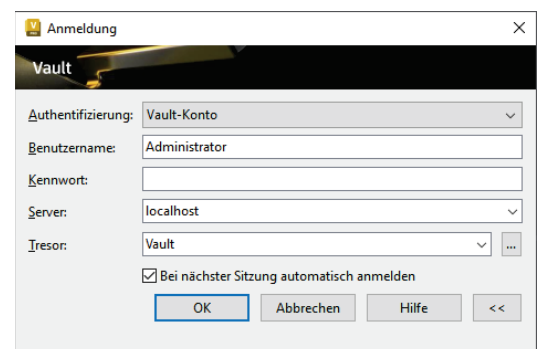 Anmeldung
Vault
Authentifizierung: Vault-Konto
Benutzername: Administrator
Kennwort:
Server: localhost
Tresor: Vault ...
Bei nächster Sitzung automatisch anmelden
OK Abbrechen Hilfe <<